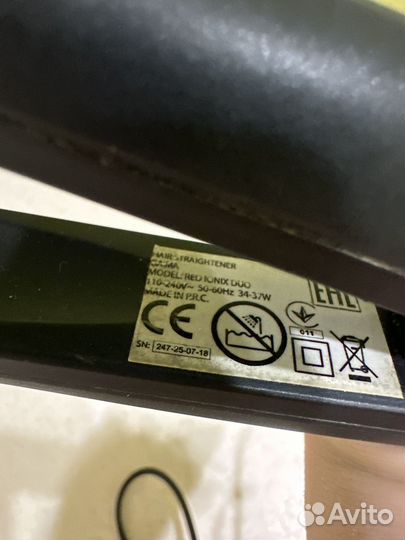 HAIR STRAIGHTENER
GA.MA
MODEL: RED IONIX DUO
110-240V~ 50-60Hz 34-37W
MADE IN P.R.C.
EAC
CE
011
SN: 247-25-07-18
Avito